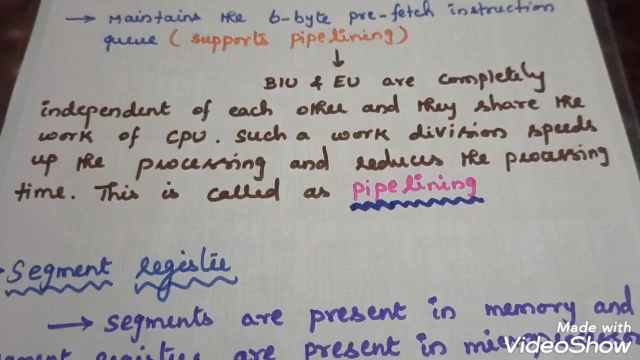 → Maintains the 6-byte pre-fetch instruction
queue (supports pipelining)
↓
BIU & EU are completely
independent of each other and they share the
work of CPU. Such a work division speeds
up the processing and reduces the processing
time. This is called as pipelining
Segment register
→ segments are present in memory and
registers are present in
Made with
VideoShow